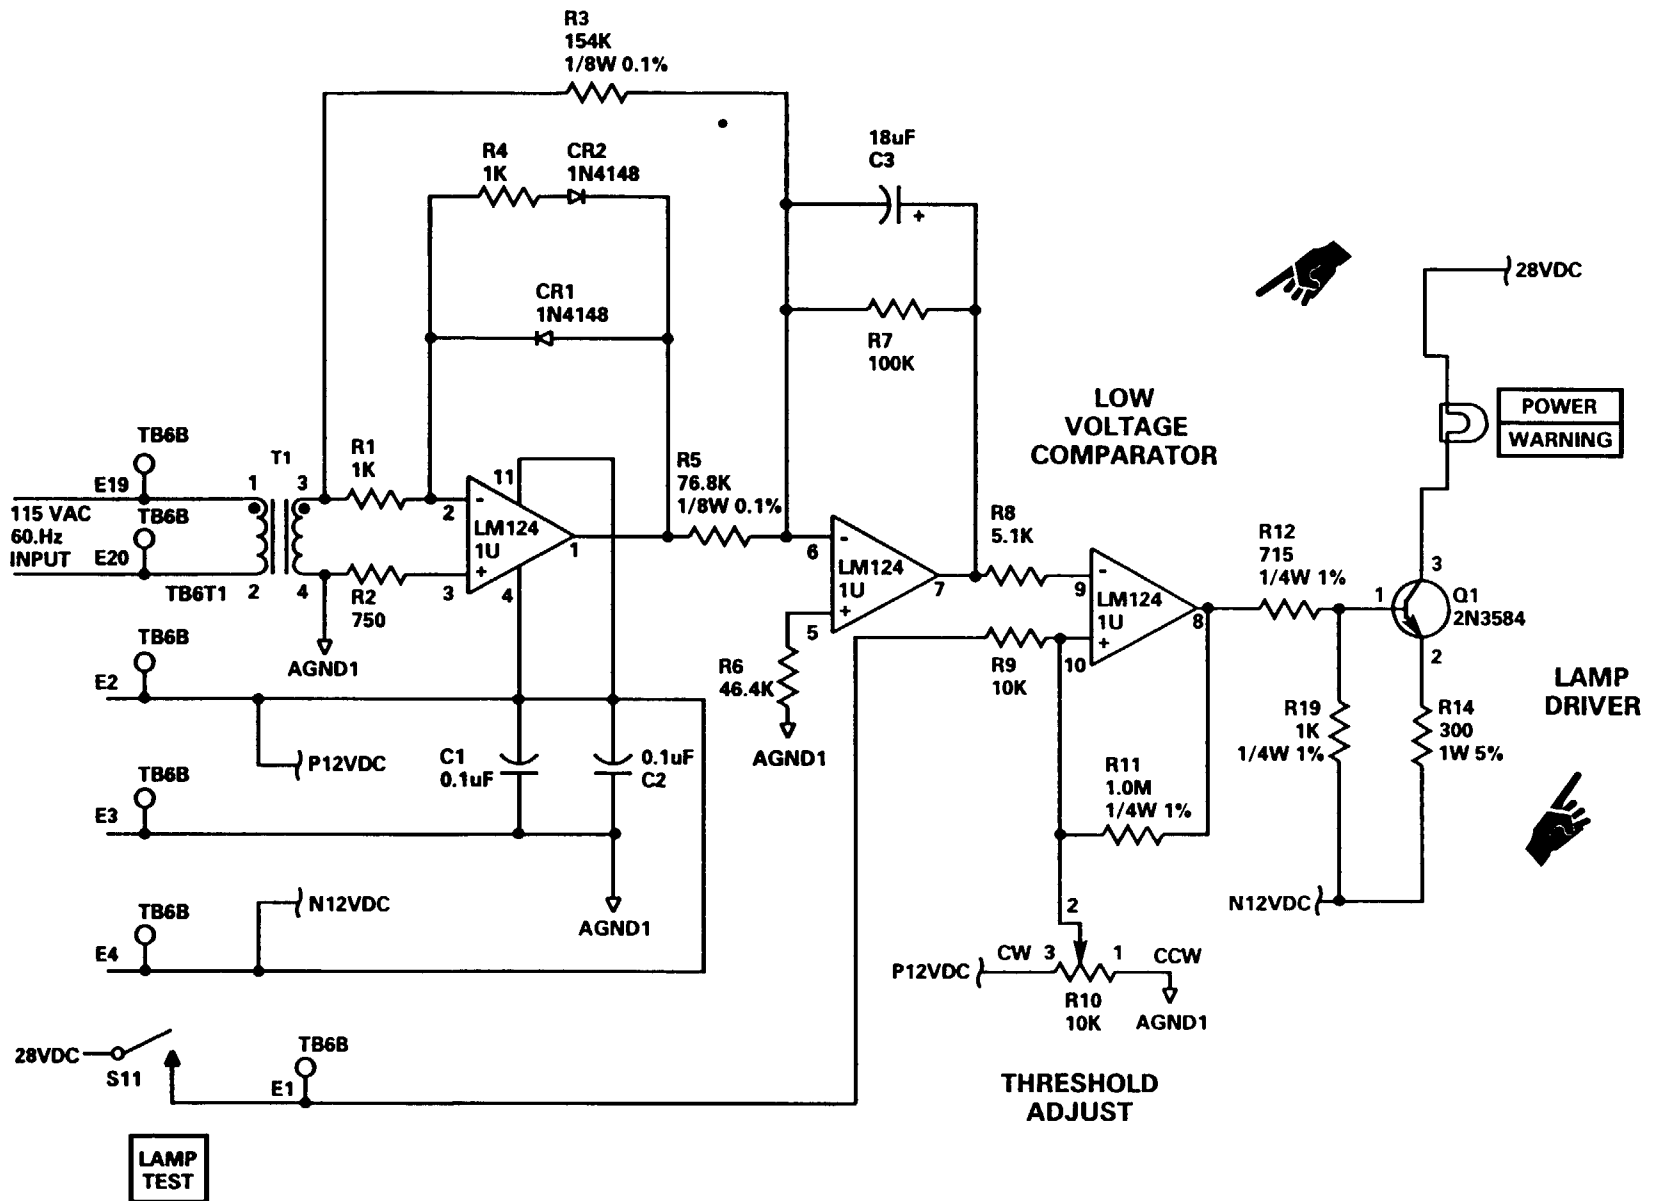 R3
154K
1/8W 0.1%
R4
1K
CR2
1N4148
18uF
C3
+
CR1
1N4148
R7
100K
28VDC
LOW
VOLTAGE
COMPARATOR
POWER
WARNING
TB6B
T1
R1
1K
E19
1
3
11
R5
76.8K
1/8W 0.1%
115 VAC
60.Hz
INPUT
TB6B
2
-
LM124
1U
+
1
E20
TB6T1
2
4
R2
750
3
4
6
-
LM124
1U
+
5
7
R8
5.1K
9
-
LM124
1U
+
10
8
R12
715
1/4W 1%
1
3
Q1
2N3584
2
AGND1
TB6B
E2
R6
46.4K
R9
10K
LAMP
DRIVER
R19
1K
1/4W 1%
R14
300
1W 5%
P12VDC
C1
0.1uF
0.1uF
C2
AGND1
TB6B
E3
R11
1.0M
1/4W 1%
TB6B
N12VDC
AGND1
N12VDC
E4
2
P12VDC
CW
3
1
CCW
R10
10K
AGND1
28VDC
S11
TB6B
E1
THRESHOLD
ADJUST
LAMP
TEST